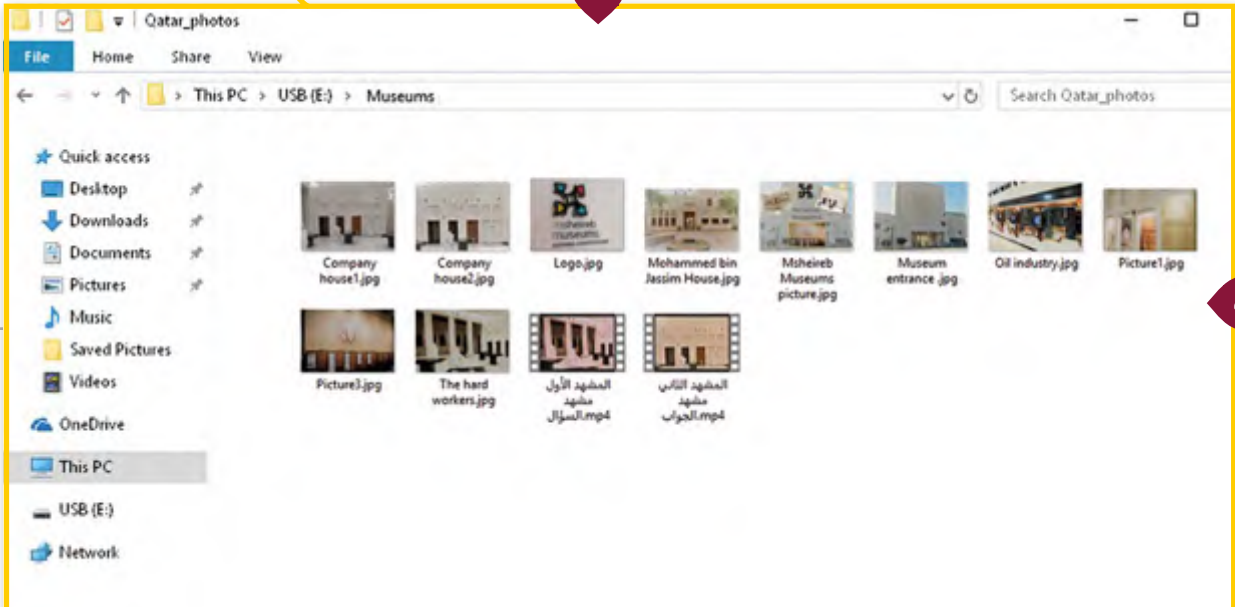 Qatar_photos
File Home Share View
This PC > USB (E:) > Museums
Search Qatar_photos
Quick access
Desktop
Downloads
Documents
Pictures
Music
Saved Pictures
Videos
OneDrive
This PC
USB (E:)
Network
Company
house1.jpg
Company
house2.jpg
msheireb
museums
Logo.jpg
Mohammed bin
Jassim House.jpg
Msheireb
Museums
picture.jpg
Museum
entrance .jpg
Oil industry.jpg
Picture1.jpg
Picture3.jpg
The hard
workers.jpg
المشهد الأول
مشهد
السؤال.mp4
المشهد الثاني
مشهد
الجواب.mp4